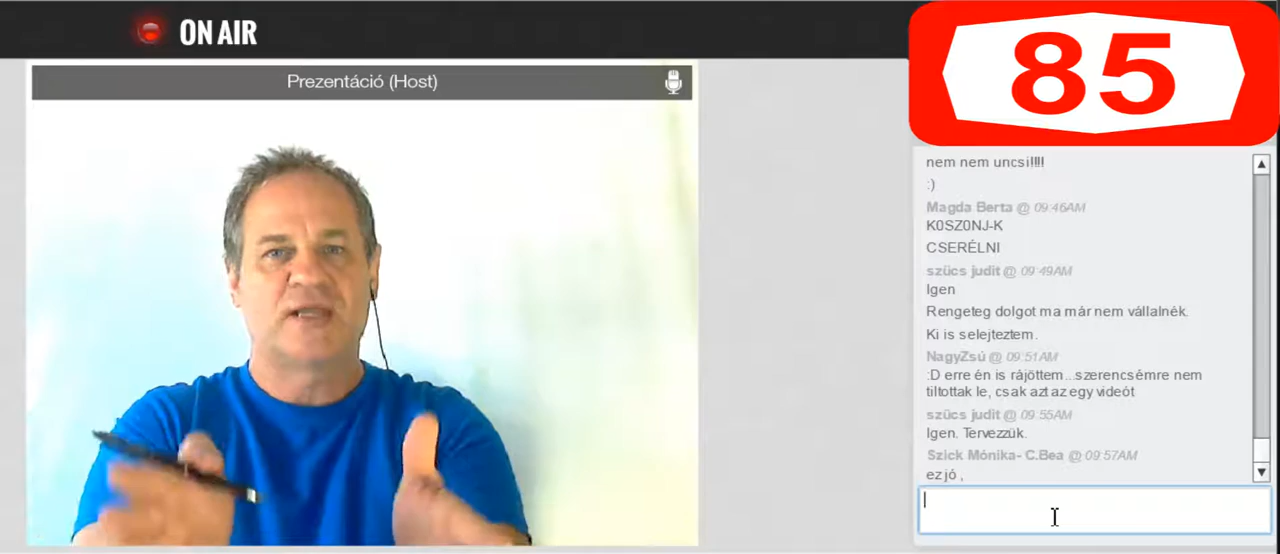 ON AIR
Prezentáció (Host)
85
nem nem uncsi!!!!
:)
Magda Berta @ 09:46AM
K0SZ0NJ-K
CSERÉLNI
szücs judit @ 09:49AM
Igen
Rengeteg dolgot ma már nem vállalnék.
Ki is selejteztem.
NagyZsú @ 09:51AM
:D erre én is rájöttem...szerencsémre nem
tiltottak le, csak azt az egy videót
szücs judit @ 09:55AM
Igen. Tervezzük.
Szick Mónika- C.Bea @ 09:57AM
ez jó ,